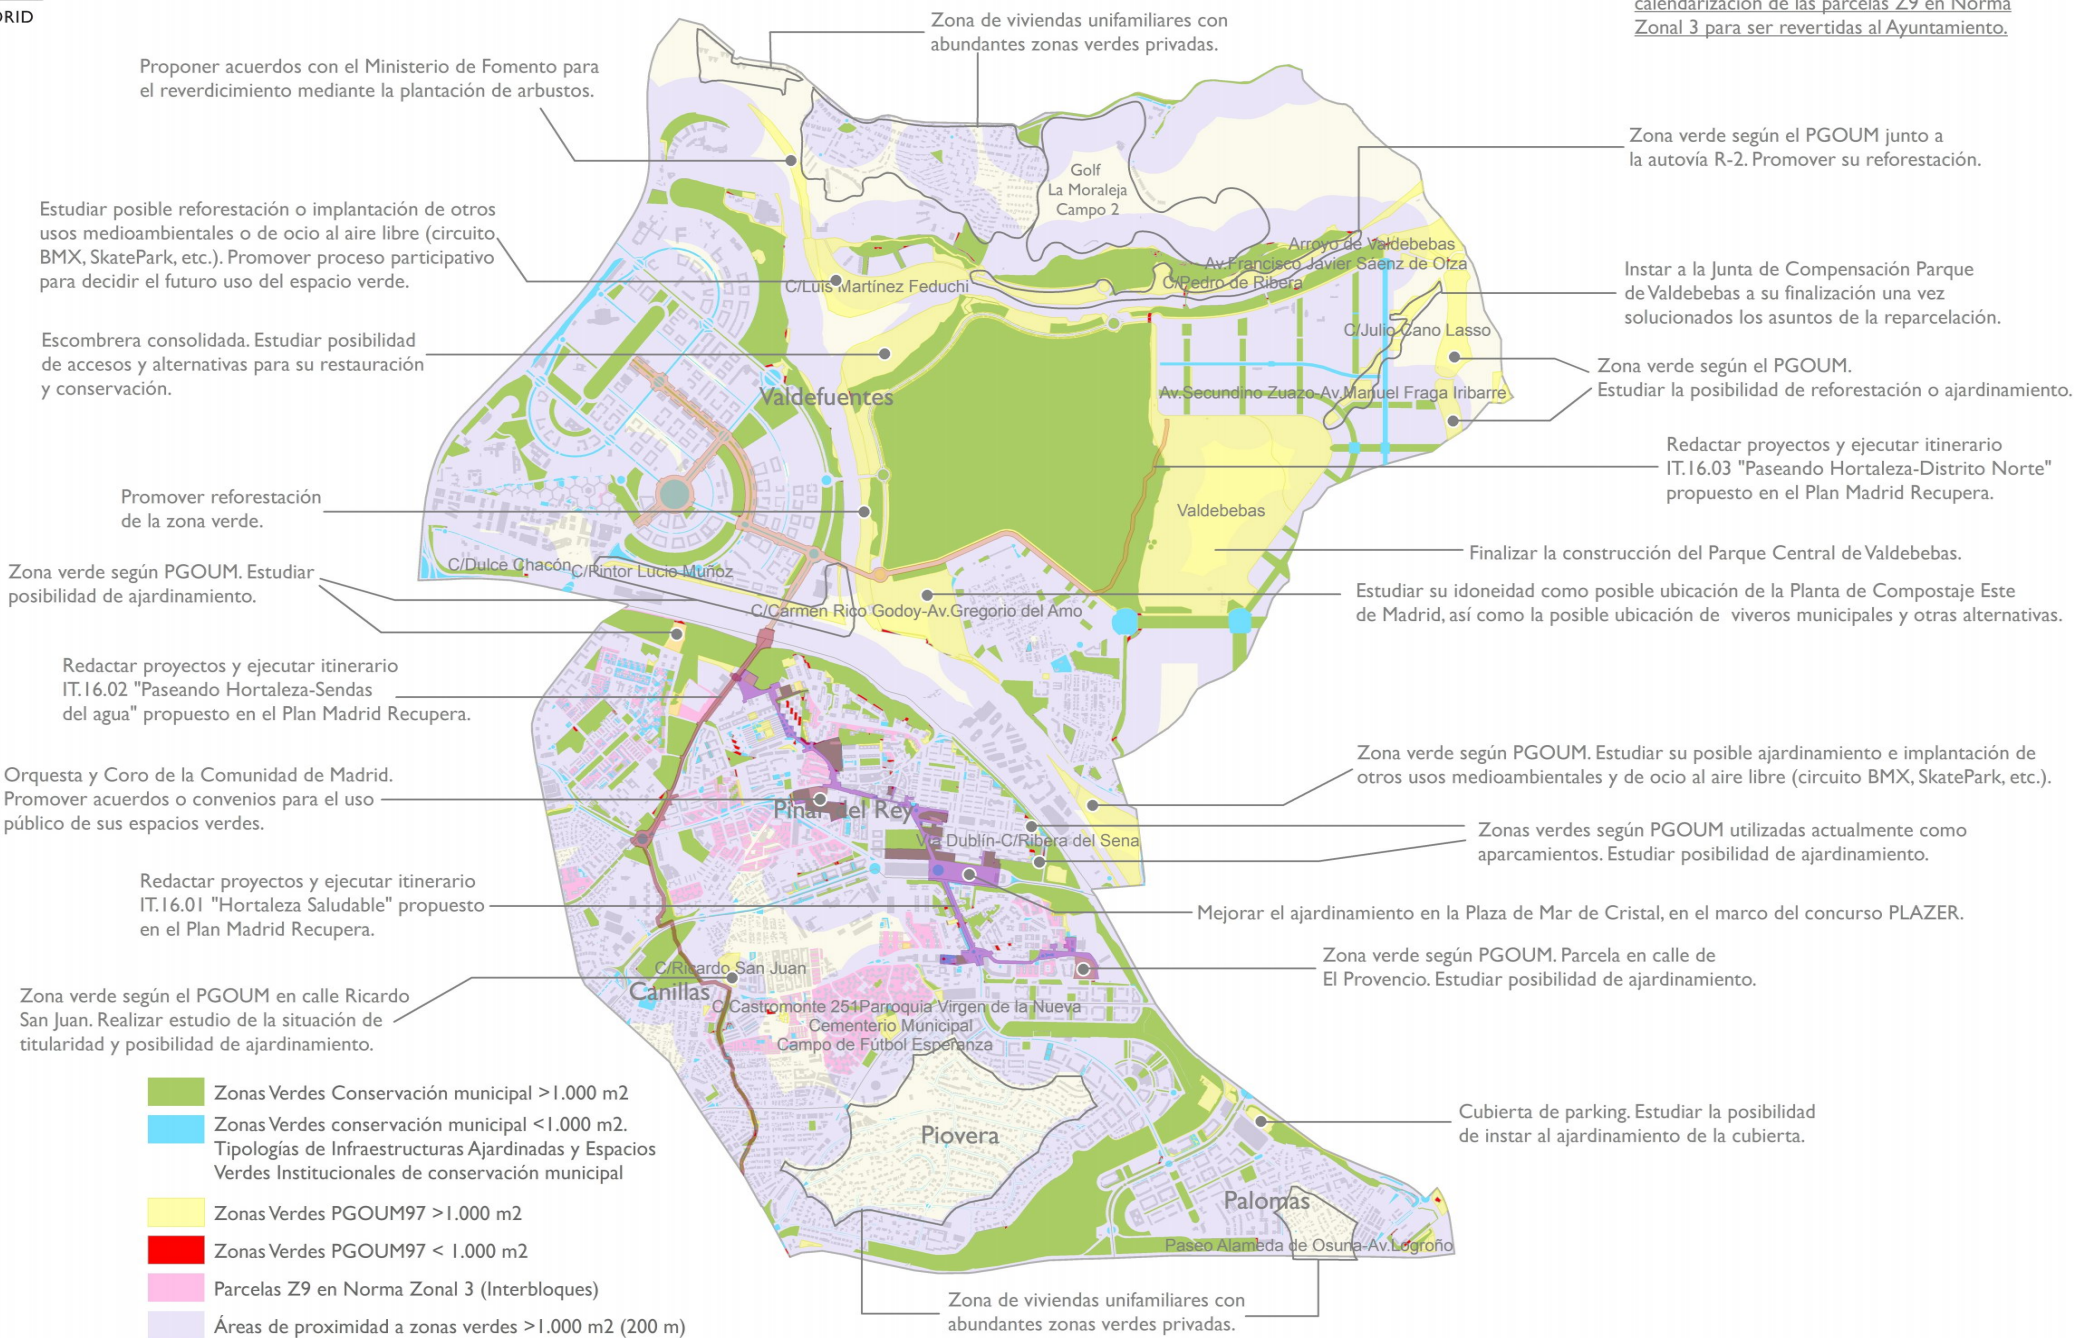 Zona de viviendas unifamiliares con
abundantes zonas verdes privadas.
calendarización de las parcelas Z9 en Norma
Zonal 3 para ser revertidas al Ayuntamiento.
Proponer acuerdos con el Ministerio de Fomento para
el reverdicimiento mediante la plantación de arbustos.
Zona verde según el PGOUM junto a
la autovía R-2. Promover su reforestación.
Golf
La Moraleja
Campo 2
Estudiar posible reforestación o implantación de otros
usos medioambientales o de ocio al aire libre (circuito
BMX, SkatePark, etc.). Promover proceso participativo
para decidir el futuro uso del espacio verde.
Arroyo de Valdebebas
Av.Francisco Javier Sáenz de Oiza
C/Pedro de Ribera
C/Luis Martínez Feduchi
Instar a la Junta de Compensación Parque
de Valdebebas a su finalización una vez
solucionados los asuntos de la reparcelación.
C/Julio Cano Lasso
Escombrera consolidada. Estudiar posibilidad
de accesos y alternativas para su restauración
y conservación.
Zona verde según el PGOUM.
Estudiar la posibilidad de reforestación o ajardinamiento.
Valdefuentes
Av.Secundino Zuazo-Av.Manuel Fraga Iribarre
Redactar proyectos y ejecutar itinerario
IT.16.03 "Paseando Hortaleza-Distrito Norte"
propuesto en el Plan Madrid Recupera.
Promover reforestación
de la zona verde.
Valdebebas
Finalizar la construcción del Parque Central de Valdebebas.
C/Dulce Chacón
C/Pintor Lucio Muñoz
Zona verde según PGOUM. Estudiar
posibilidad de ajardinamiento.
C/Carmen Rico Godoy-Av.Gregorio del Amo
Estudiar su idoneidad como posible ubicación de la Planta de Compostaje Este
de Madrid, así como la posible ubicación de viveros municipales y otras alternativas.
Redactar proyectos y ejecutar itinerario
IT.16.02 "Paseando Hortaleza-Sendas
del agua" propuesto en el Plan Madrid Recupera.
Zona verde según PGOUM. Estudiar su posible ajardinamiento e implantación de
otros usos medioambientales y de ocio al aire libre (circuito BMX, SkatePark, etc.).
Orquesta y Coro de la Comunidad de Madrid.
Promover acuerdos o convenios para el uso
público de sus espacios verdes.
Pinar del Rey
Vía Dublín-C/Ribera del Sena
Zonas verdes según PGOUM utilizadas actualmente como
aparcamientos. Estudiar posibilidad de ajardinamiento.
Redactar proyectos y ejecutar itinerario
IT.16.01 "Hortaleza Saludable" propuesto
en el Plan Madrid Recupera.
Mejorar el ajardinamiento en la Plaza de Mar de Cristal, en el marco del concurso PLAZER.
Zona verde según PGOUM. Parcela en calle de
El Provencio. Estudiar posibilidad de ajardinamiento.
C/Ricardo San Juan
Canillas
C/Castromonte 251Parroquia Virgen de la Nueva
Cementerio Municipal
Campo de Fútbol Esperanza
Zona verde según el PGOUM en calle Ricardo
San Juan. Realizar estudio de la situación de
titularidad y posibilidad de ajardinamiento.
Piovera
Cubierta de parking. Estudiar la posibilidad
de instar al ajardinamiento de la cubierta.
Palomas
Paseo Alameda de Osuna-Av.Logroño
Zonas Verdes Conservación municipal >1.000 m2
Zonas Verdes conservación municipal <1.000 m2.
Tipologías de Infraestructuras Ajardinadas y Espacios
Verdes Institucionales de conservación municipal
Zonas Verdes PGOUM97 >1.000 m2
Zonas Verdes PGOUM97 < 1.000 m2
Parcelas Z9 en Norma Zonal 3 (Interbloques)
Áreas de proximidad a zonas verdes >1.000 m2 (200 m)
Zona de viviendas unifamiliares con
abundantes zonas verdes privadas.